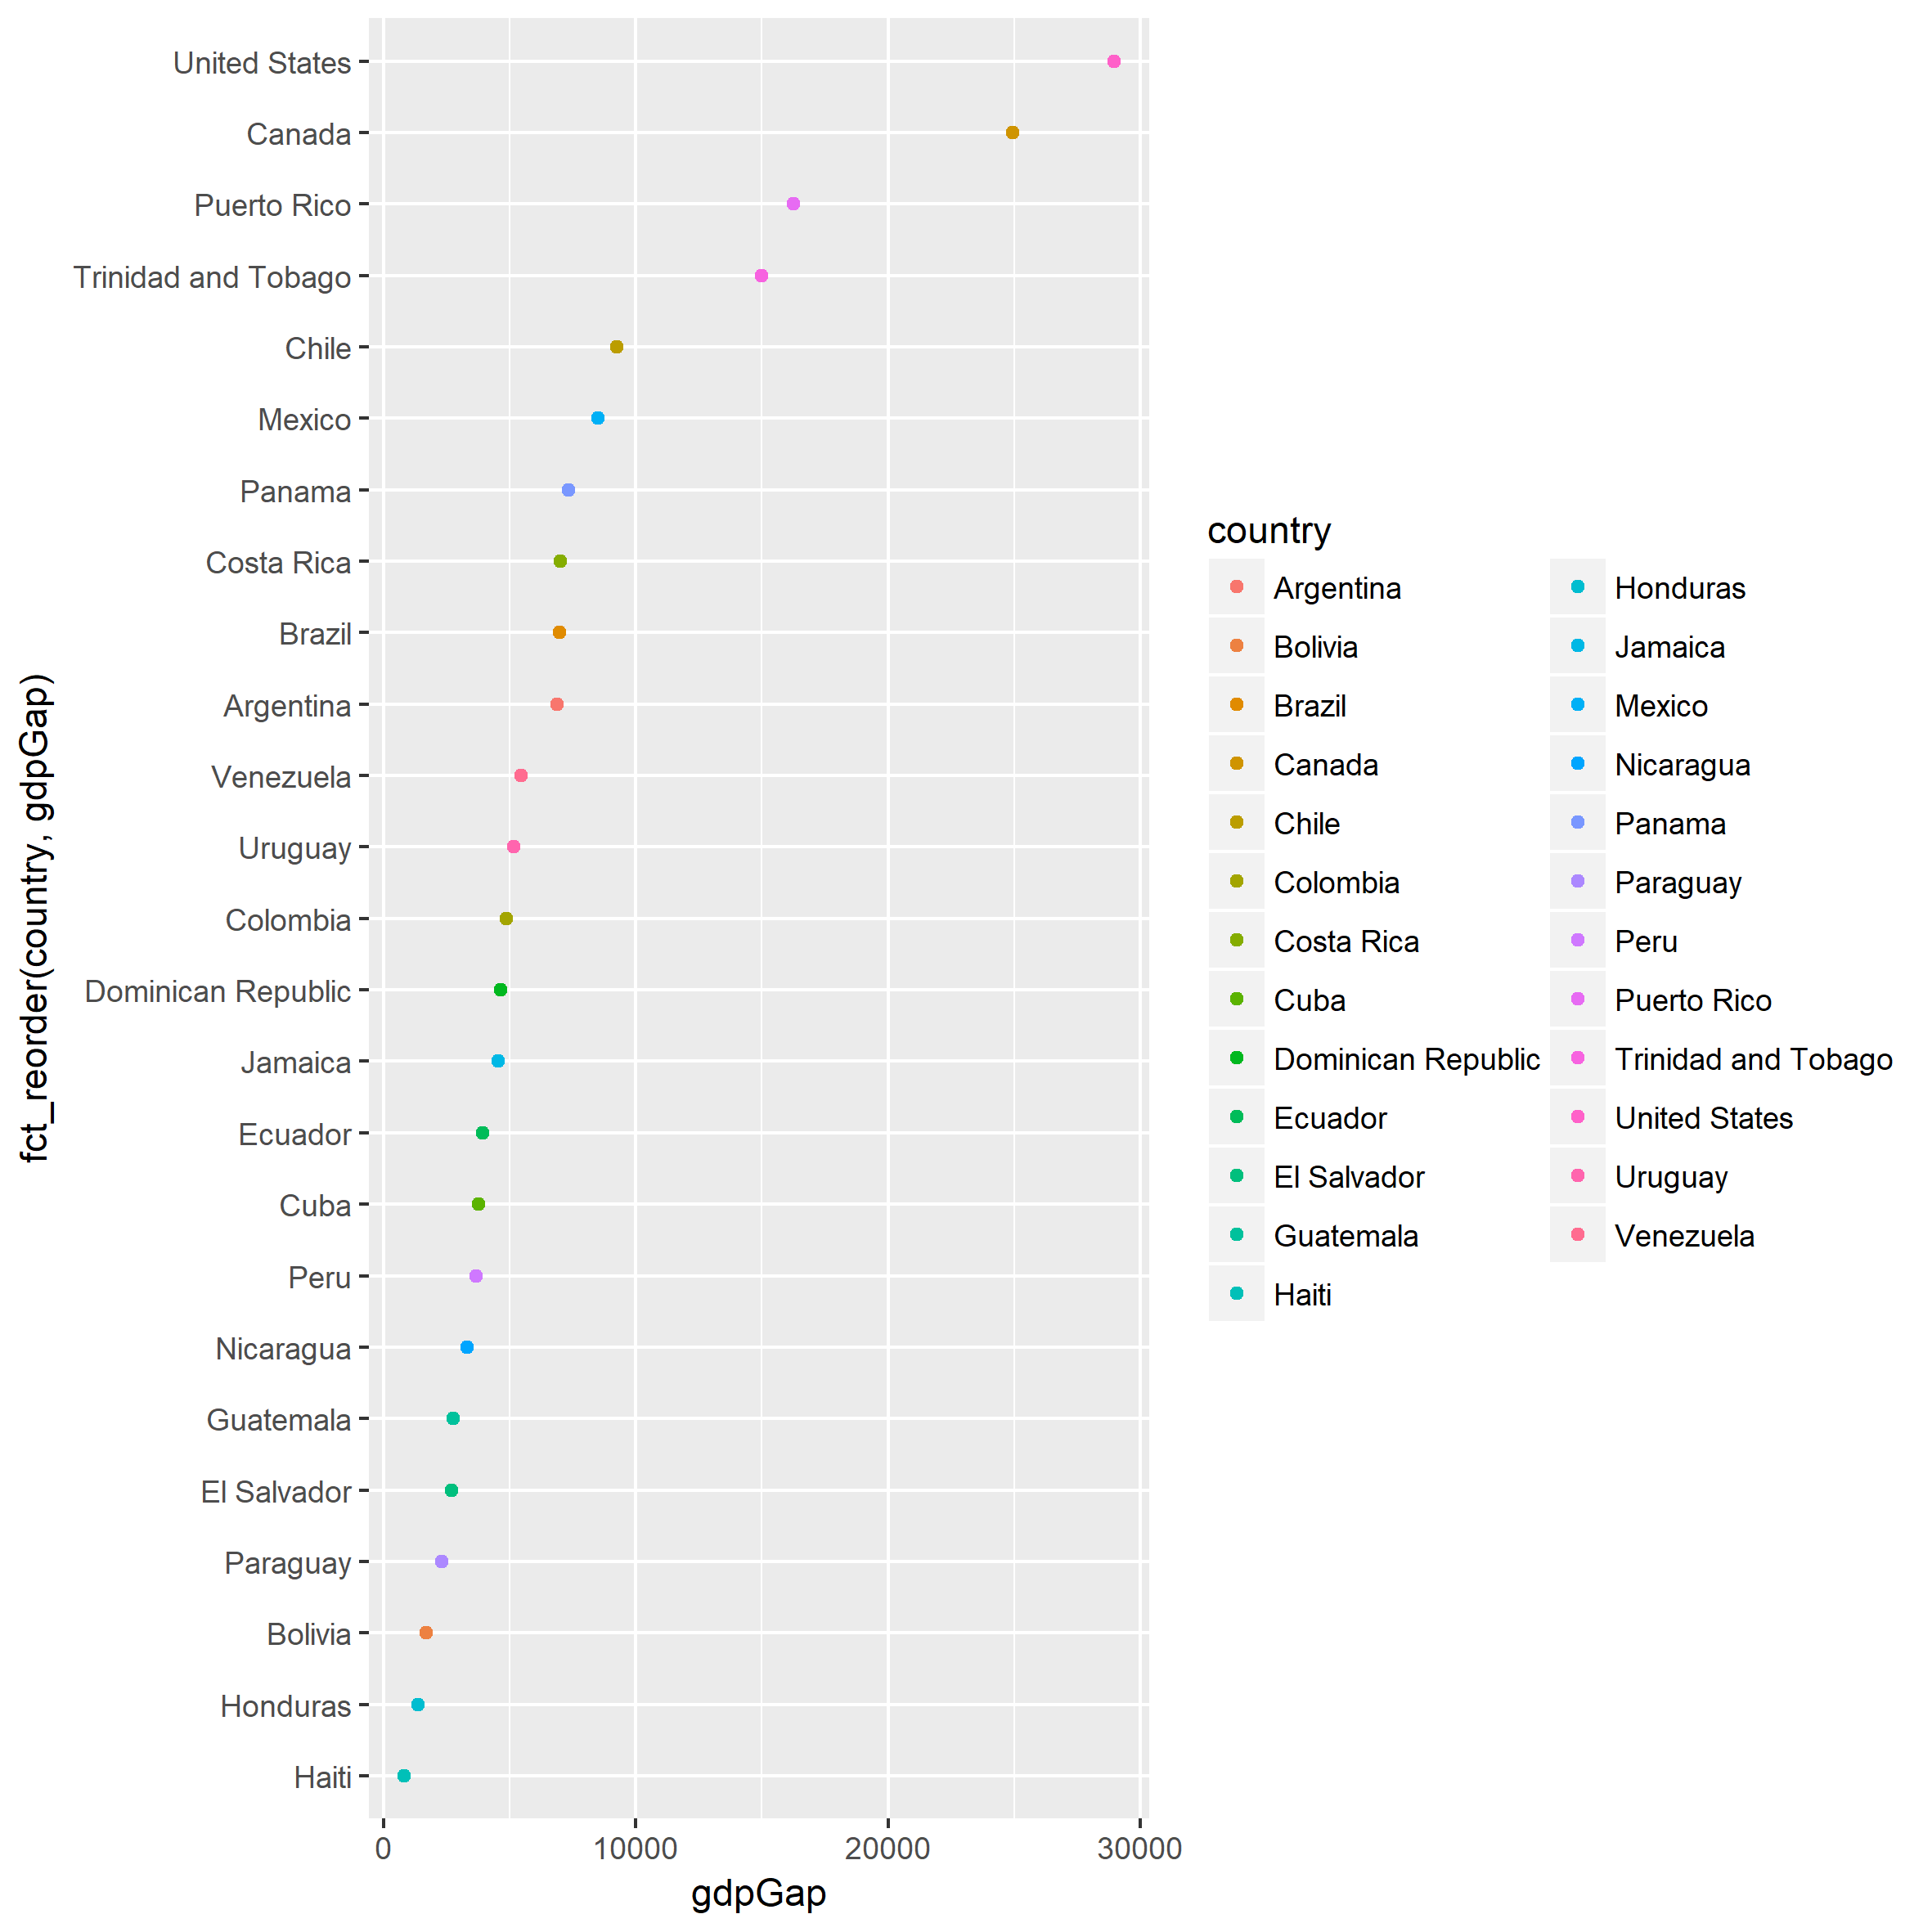 fct_reorder(country, gdpGap)
United States
Canada
Puerto Rico
Trinidad and Tobago
Chile
Mexico
Panama
Costa Rica
Brazil
Argentina
Venezuela
Uruguay
Colombia
Dominican Republic
Jamaica
Ecuador
Cuba
Peru
Nicaragua
Guatemala
El Salvador
Paraguay
Bolivia
Honduras
Haiti
0 10000 20000 30000
gdpGap
country
Argentina
Bolivia
Brazil
Canada
Chile
Colombia
Costa Rica
Cuba
Dominican Republic
Ecuador
El Salvador
Guatemala
Haiti
Honduras
Jamaica
Mexico
Nicaragua
Panama
Paraguay
Peru
Puerto Rico
Trinidad and Tobago
United States
Uruguay
Venezuela